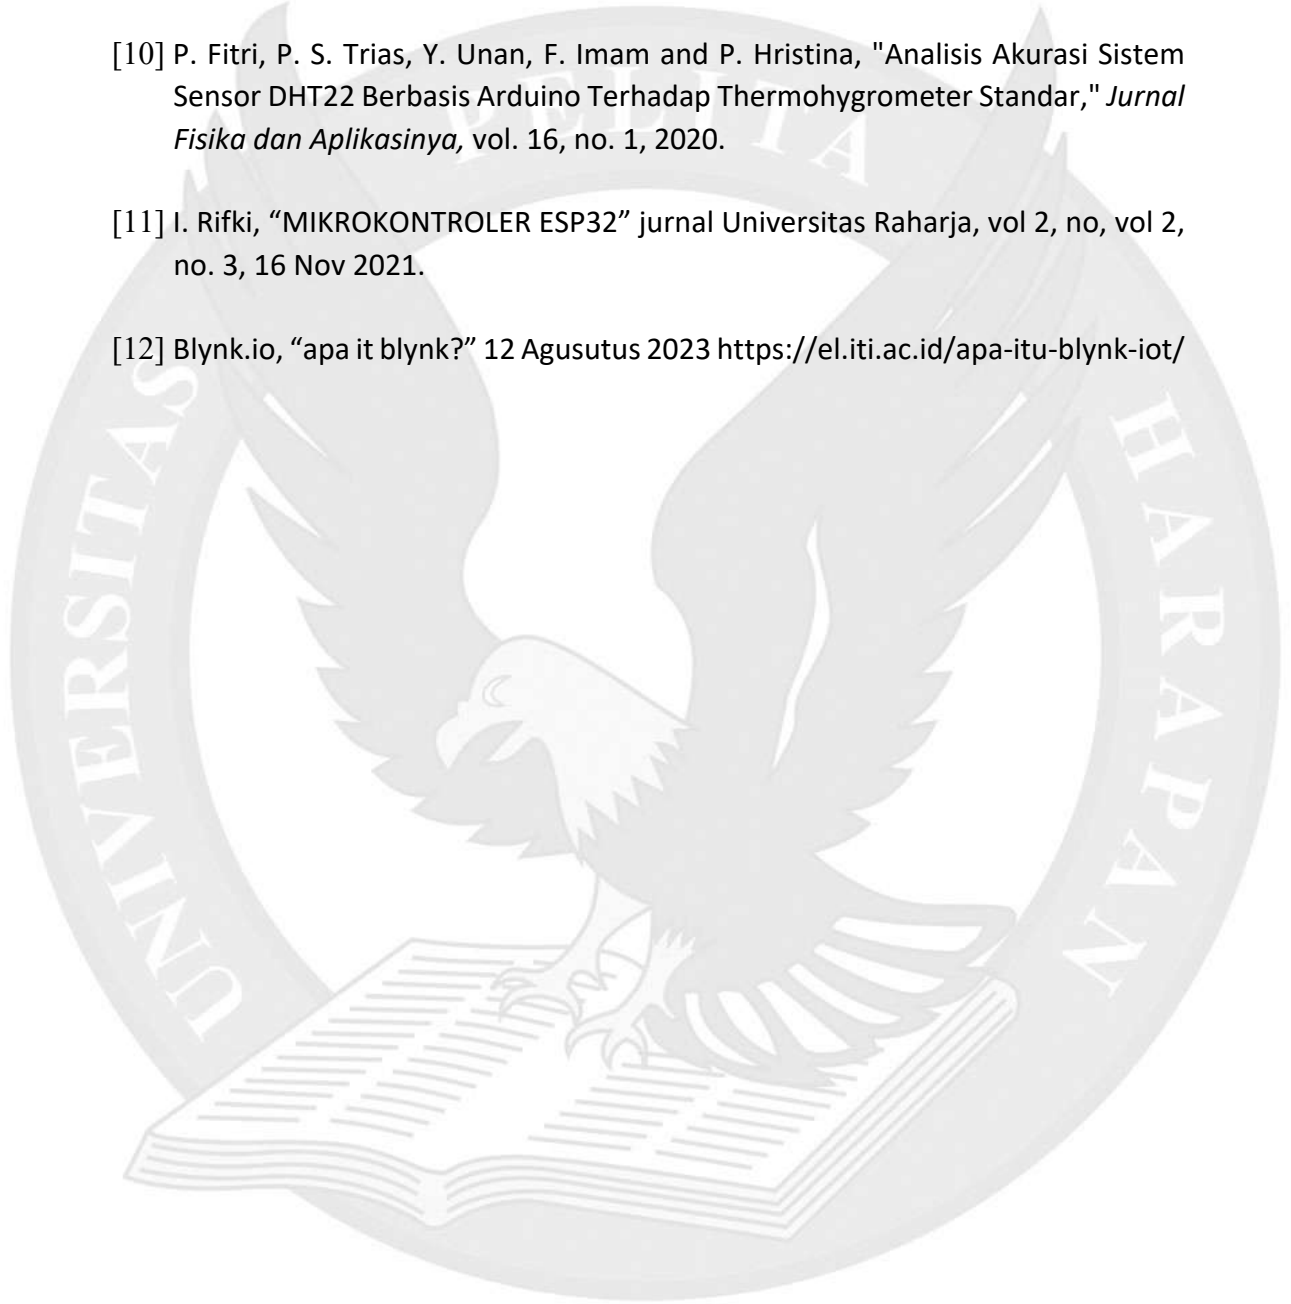 [10] P. Fitri, P. S. Trias, Y. Unan, F. Imam and P. Hristina, "Analisis Akurasi Sistem
Sensor DHT22 Berbasis Arduino Terhadap Thermohygrometer Standar," Jurnal
Fisika dan Aplikasinya, vol. 16, no. 1, 2020.
[11] I. Rifki, “MIKROKONTROLER ESP32” jurnal Universitas Raharja, vol 2, no, vol 2,
no. 3, 16 Nov 2021.
[12] Blynk.io, “apa it blynk?” 12 Agusutus 2023 https://el.iti.ac.id/apa-itu-blynk-iot/
UNIVERSITAS
PELITA
HARAPAN